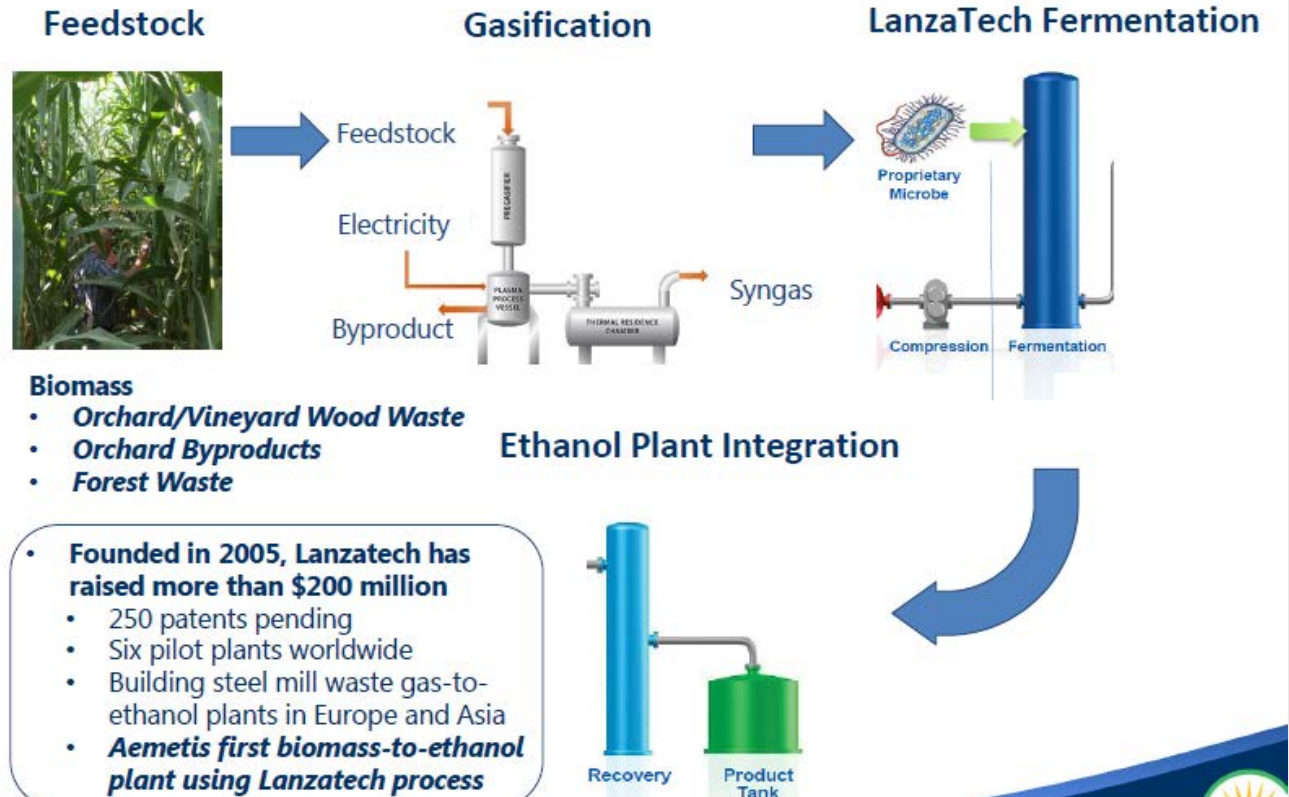 Feedstock
Gasification
LanzaTech Fermentation
Feedstock
PREGASIFIER
Electricity
PLASMA
PROCESS
VESSEL
Byproduct
THERMAL RESIDENCE
CHAMBER
Syngas
Proprietary
Microbe
Compression
Fermentation
Biomass
• Orchard/Vineyard Wood Waste
• Orchard Byproducts
• Forest Waste
Ethanol Plant Integration
• Founded in 2005, Lanzatech has
raised more than $200 million
• 250 patents pending
• Six pilot plants worldwide
• Building steel mill waste gas-to-
ethanol plants in Europe and Asia
• Aemetis first biomass-to-ethanol
plant using Lanzatech process
Recovery
Product
Tank